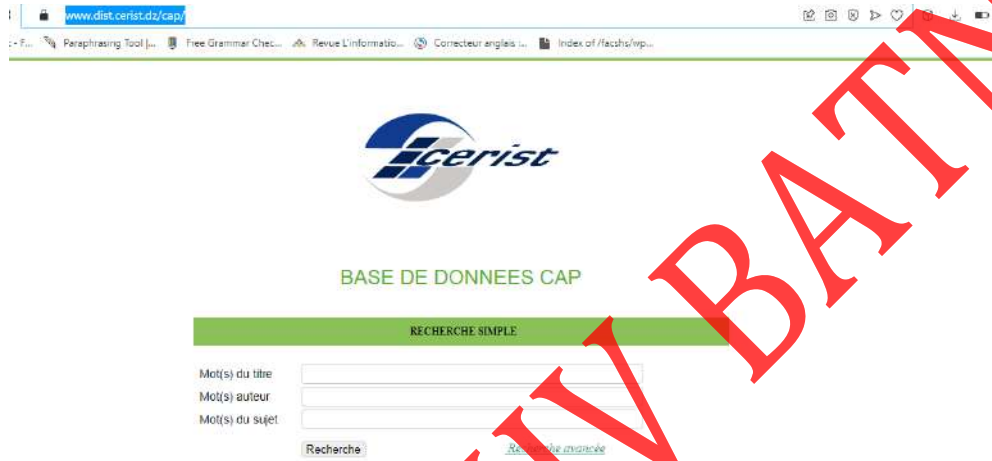 www.dist.cerist.dz/cap/
- F... Paraphrasing Tool |... Free Grammar Chec... Revue L'informatio... Correcteur anglais :... Index of /facshs/wp...
cerist
BASE DE DONNEES CAP
RECHERCHE SIMPLE
Mot(s) du titre
Mot(s) auteur
Mot(s) du sujet
Recherche Recherche avancée
V BATN